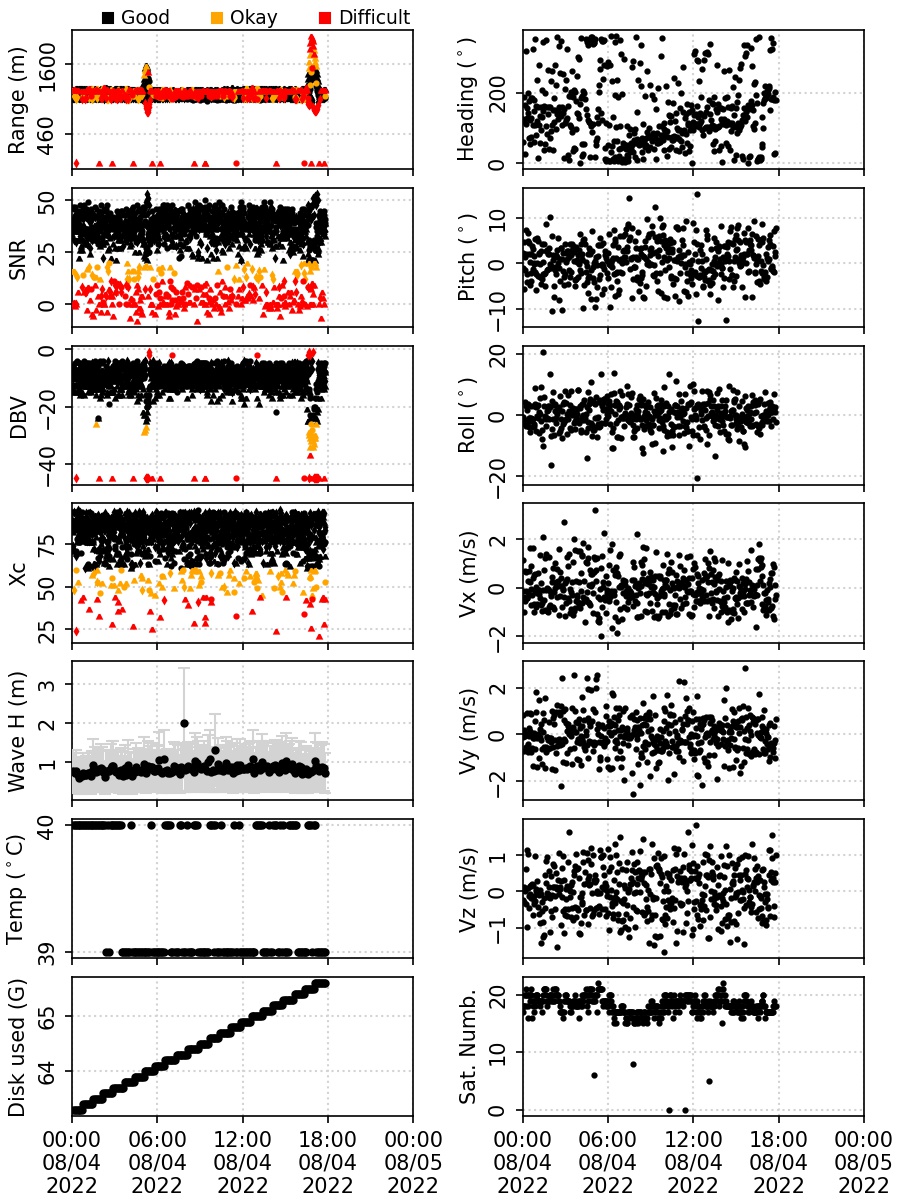 Good Okay Difficult
Range (m)
1600
460
Heading (°)
200
0
SNR
50
25
0
Pitch (°)
10
0
−10
DBV
0
−20
−40
Roll (°)
20
0
−20
Xc
75
50
25
Vx (m/s)
2
0
−2
Wave H (m)
3
2
1
Vy (m/s)
2
0
−2
Temp (°C)
40
39
Vz (m/s)
1
0
−1
Disk used (G)
65
64
Sat. Numb.
20
10
0
00:00 06:00 12:00 18:00 00:00
08/04 08/04 08/04 08/04 08/05
2022 2022 2022 2022 2022
00:00 06:00 12:00 18:00 00:00
08/04 08/04 08/04 08/04 08/05
2022 2022 2022 2022 2022